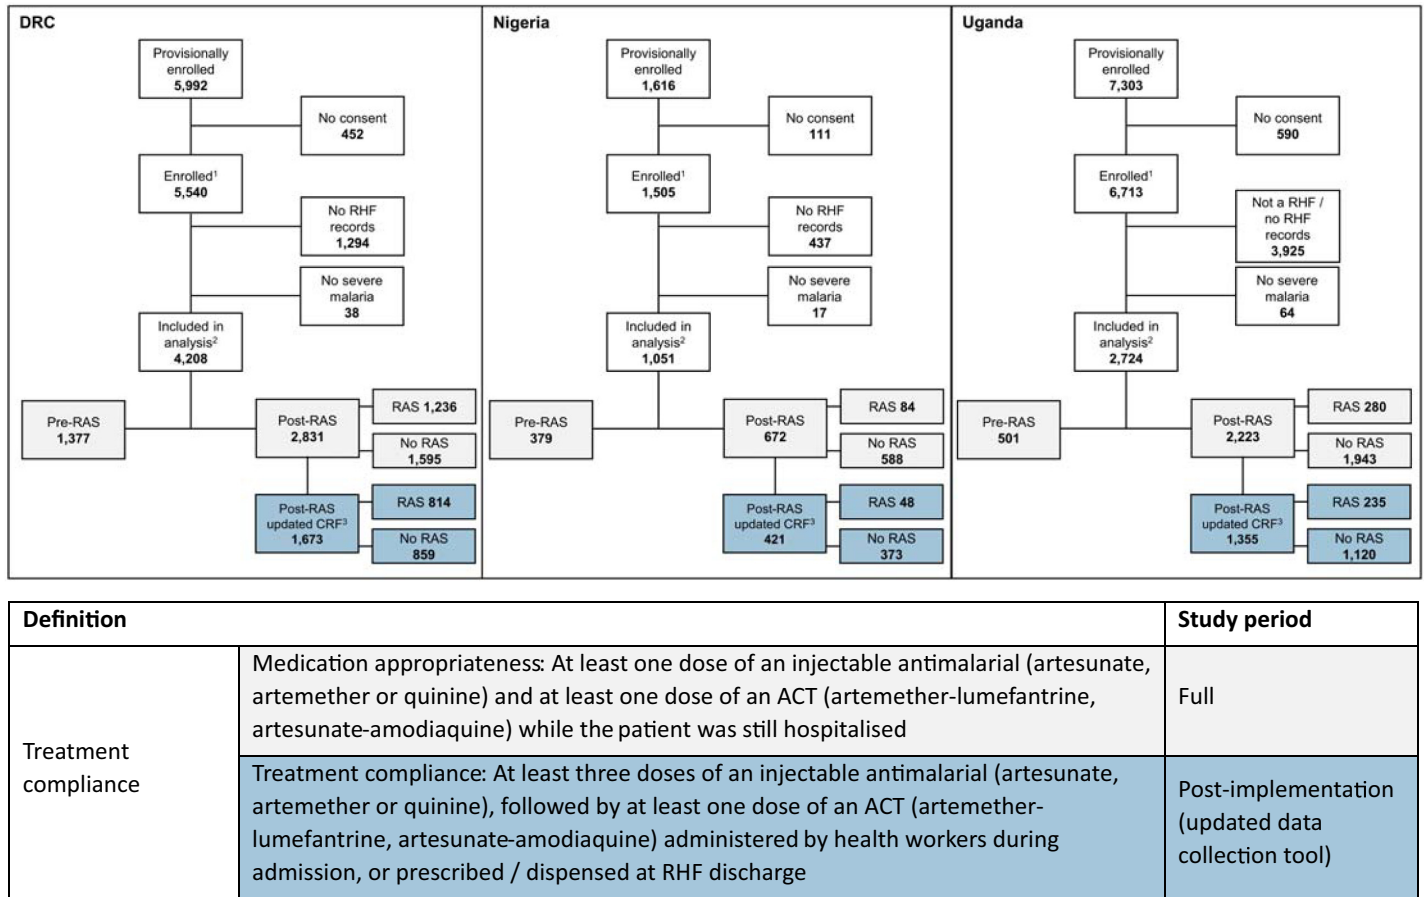 DRC
Provisionally
enrolled
5,992
No consent
452
Enrolled¹
5,540
No RHF
records
1,294
No severe
malaria
38
Included in
analysis²
4,208
Pre-RAS
1,377
Post-RAS
2,831
RAS 1,236
No RAS
1,595
Post-RAS
updated CRF³
1,673
RAS 814
No RAS
859
Nigeria
Provisionally
enrolled
1,616
No consent
111
Enrolled¹
1,505
No RHF
records
437
No severe
malaria
17
Included in
analysis²
1,051
Pre-RAS
379
Post-RAS
672
RAS 84
No RAS
588
Post-RAS
updated CRF³
421
RAS 48
No RAS
373
Uganda
Provisionally
enrolled
7,303
No consent
590
Enrolled¹
6,713
Not a RHF /
no RHF
records
3,925
No severe
malaria
64
Included in
analysis²
2,724
Pre-RAS
501
Post-RAS
2,223
RAS 280
No RAS
1,943
Post-RAS
updated CRF³
1,355
RAS 235
No RAS
1,120
Definition
Study period
Treatment
compliance
Medication appropriateness: At least one dose of an injectable antimalarial (artesunate,
artemether or quinine) and at least one dose of an ACT (artemether-lumefantrine,
artesunate-amodiaquine) while the patient was still hospitalised
Full
Treatment compliance: At least three doses of an injectable antimalarial (artesunate,
artemether or quinine), followed by at least one dose of an ACT (artemether-
lumefantrine, artesunate-amodiaquine) administered by health workers during
admission, or prescribed / dispensed at RHF discharge
Post-implementation
(updated data
collection tool)